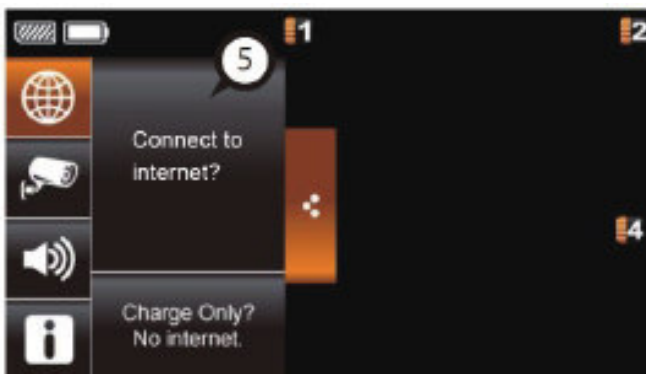 1
2
5
Connect to
internet?
4
Charge Only?
No internet.
i